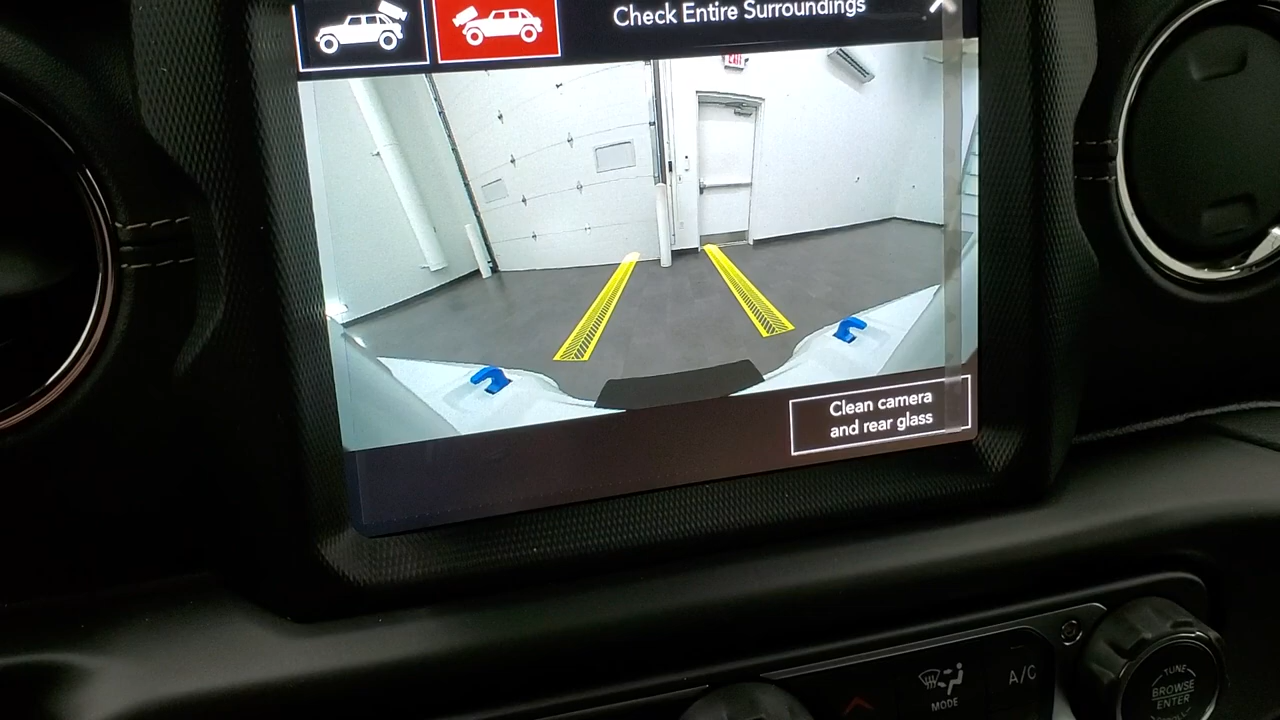 Check Entire Surroundings
EXIT
Clean camera
and rear glass
MODE
A/C
TUNE
BROWSE
ENTER